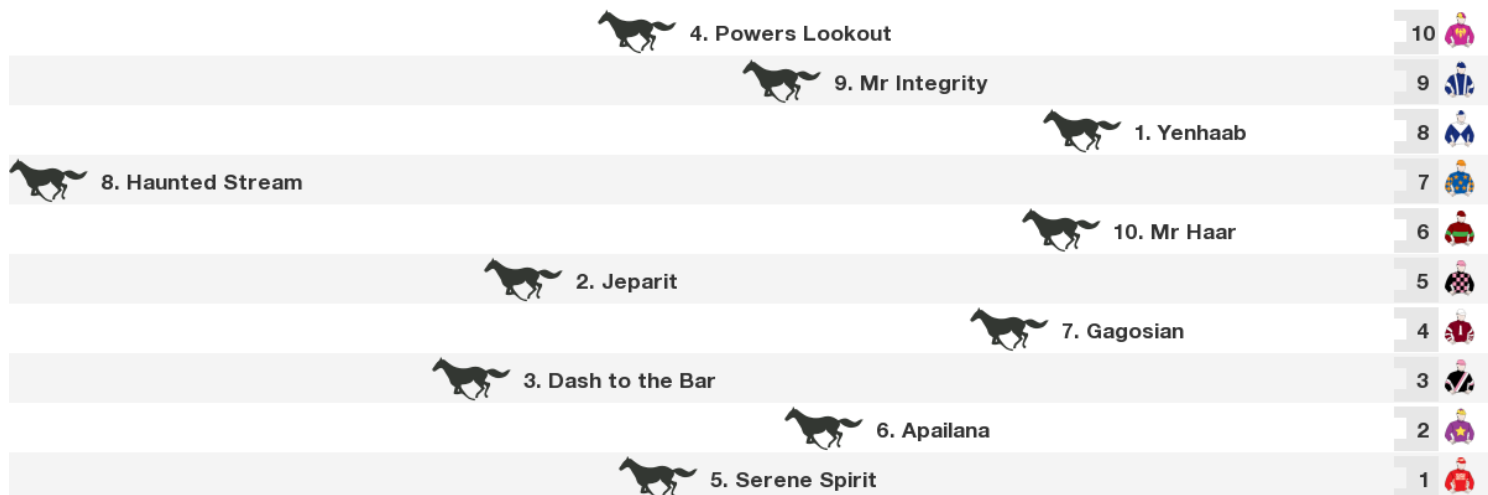 4. Powers Lookout 10
9. Mr Integrity 9
1. Yenhaab 8
8. Haunted Stream 7
10. Mr Haar 6
2. Jeparit 5
7. Gagosian 4
3. Dash to the Bar 3
6. Apailana 2
5. Serene Spirit 1